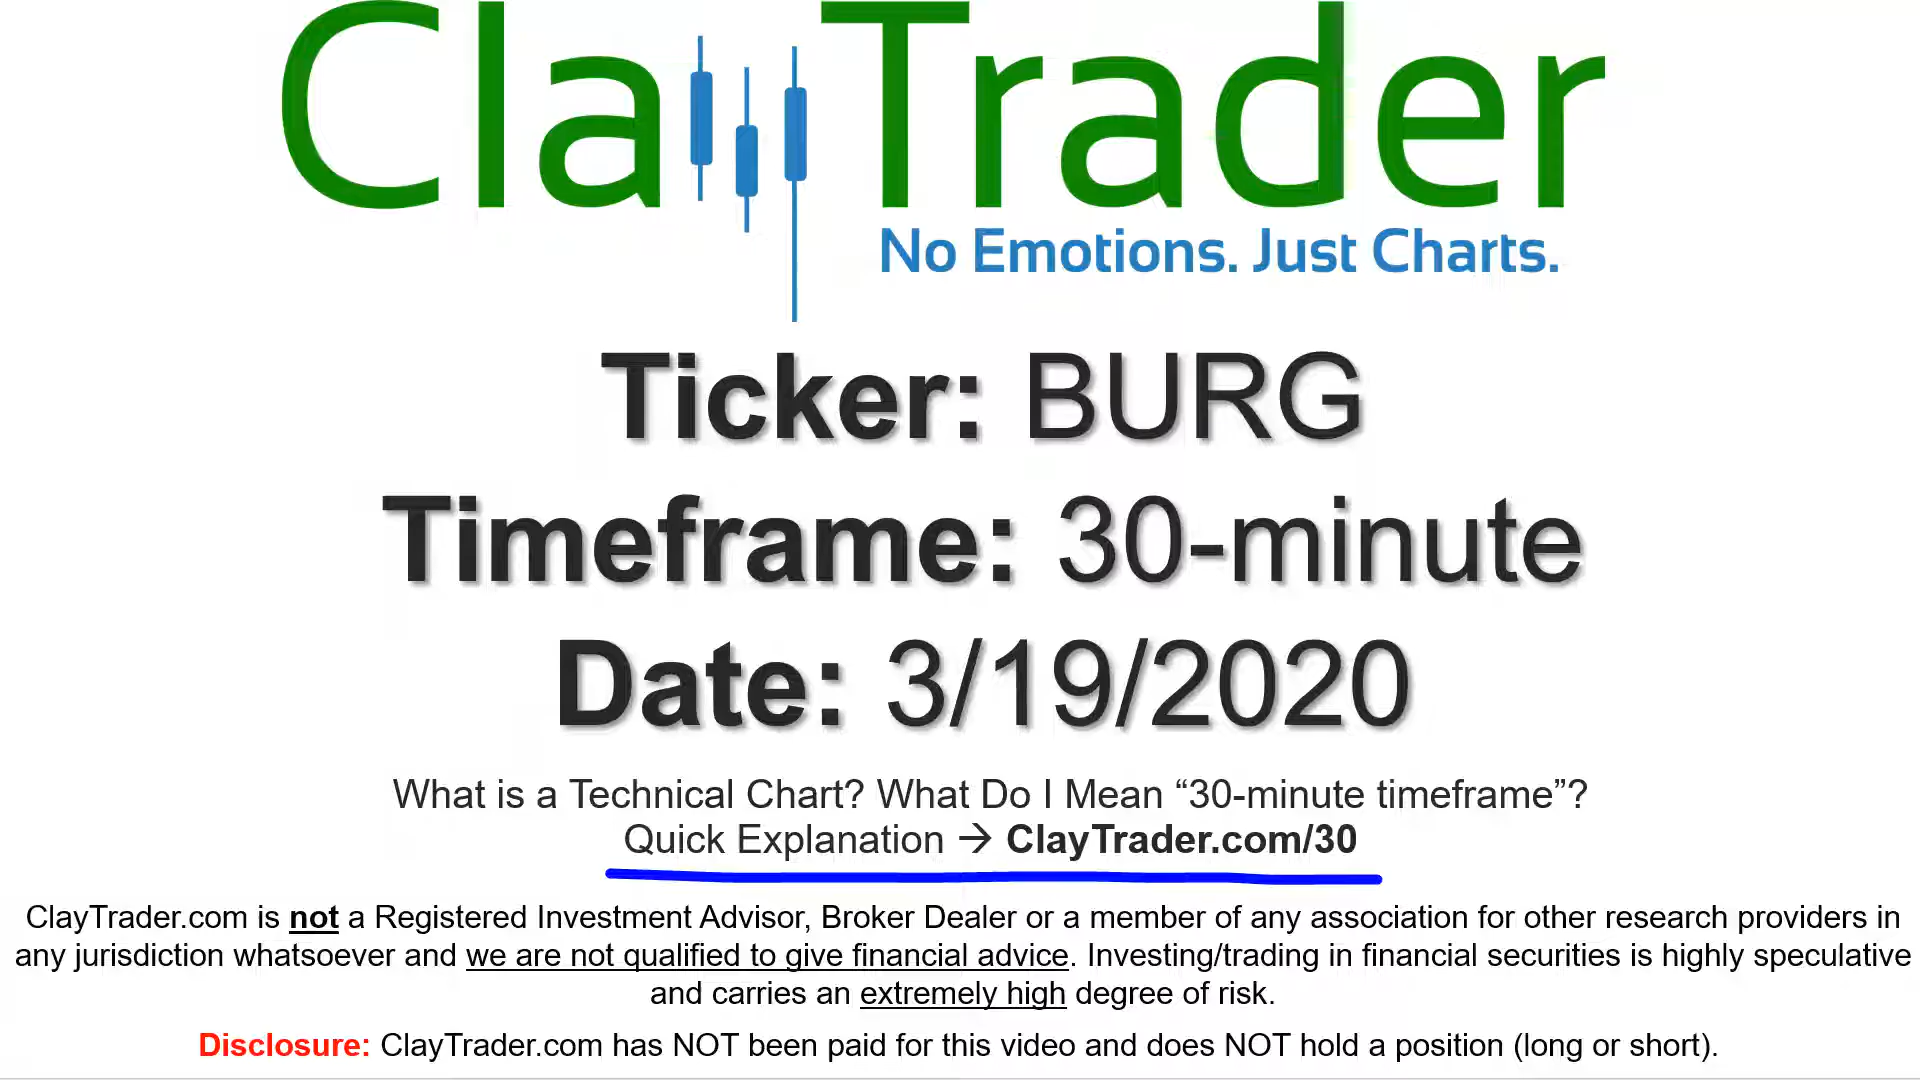 ClayTrader
No Emotions. Just Charts.
Ticker: BURG
Timeframe: 30-minute
Date: 3/19/2020
What is a Technical Chart? What Do I Mean “30-minute timeframe”?
Quick Explanation → ClayTrader.com/30
ClayTrader.com is not a Registered Investment Advisor, Broker Dealer or a member of any association for other research providers in
any jurisdiction whatsoever and we are not qualified to give financial advice. Investing/trading in financial securities is highly speculative
and carries an extremely high degree of risk.
Disclosure: ClayTrader.com has NOT been paid for this video and does NOT hold a position (long or short).